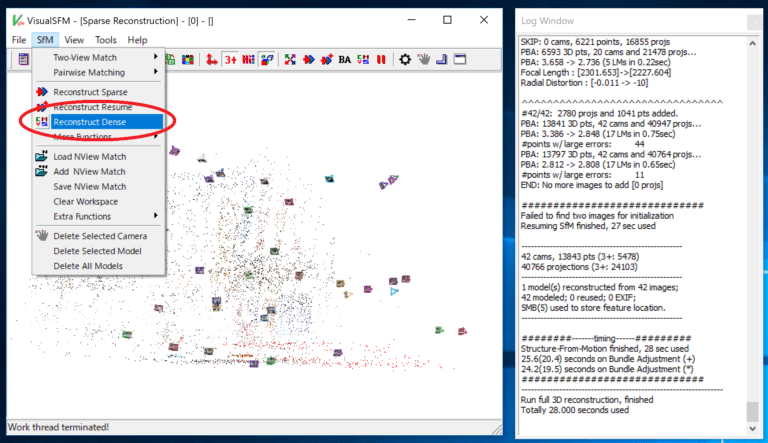 VisualSFM - [Sparse Reconstruction] - [0] - []
File SfM View Tools Help
3+ BA
Two-View Match
Pairwise Matching
Reconstruct Sparse
Reconstruct Resume
Reconstruct Dense
More Functions
Load NView Match
Add NView Match
Save NView Match
Clear Workspace
Extra Functions
Delete Selected Camera
Delete Selected Model
Delete All Models
Work thread terminated!
Log Window
SKIP: 0 cams, 6221 points, 16855 projs
PBA: 6593 3D pts, 20 cams and 21478 projs...
PBA: 3.658 -> 2.736 (5 LMs in 0.22sec)
Focal Length : [2301.653]->[2227.604]
Radial Distortion : [-0.011 -> -10]
^^^^^^^^^^^^^^^^^^^^^^^^^^^^^^^^
#42/42: 2780 projs and 1041 pts added.
PBA: 13841 3D pts, 42 cams and 40947 projs...
PBA: 3.386 -> 2.848 (17 LMs in 0.75sec)
#points w/ large errors: 44
PBA: 13797 3D pts, 42 cams and 40764 projs...
PBA: 2.812 -> 2.808 (17 LMs in 0.65sec)
#points w/ large errors: 11
END: No more images to add [0 projs]
#############################
Failed to find two images for initialization
Resuming SfM finished, 27 sec used
----------------------------------------------------------------
42 cams, 13843 pts (3+: 5478)
40766 projections (3+: 24103)
----------------------------------------------------------------
1 model(s) reconstructed from 42 images;
42 modeled; 0 reused; 0 EXIF;
5MB(5) used to store feature location.
----------------------------------------------------------------
########-------timing------#########
Structure-From-Motion finished, 28 sec used
25.6(20.4) seconds on Bundle Adjustment (+)
24.2(19.5) seconds on Bundle Adjustment (*)
#############################
----------------------------------------------------------------
Run full 3D reconstruction, finished
Totally 28.000 seconds used